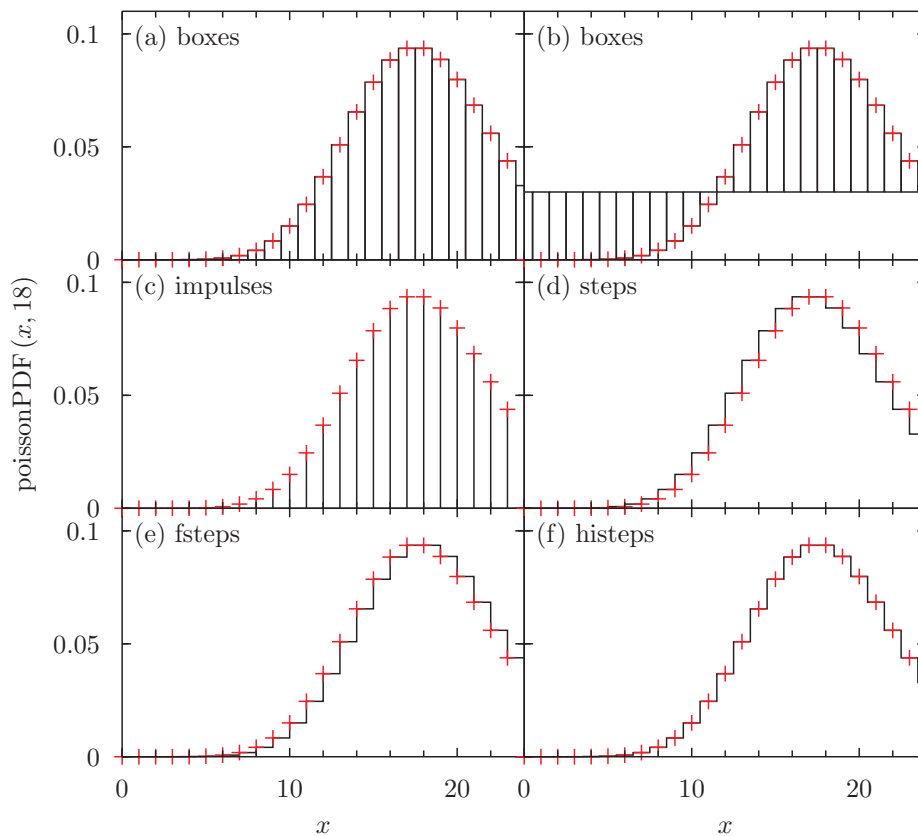 0.1
(a) boxes
(b) boxes
0.05
0
0.1
(c) impulses
(d) steps
0.05
0
0.1
(e) fsteps
(f) histeps
0.05
0
0
10
20
0
10
20
x
x
poissonPDF (x, 18)